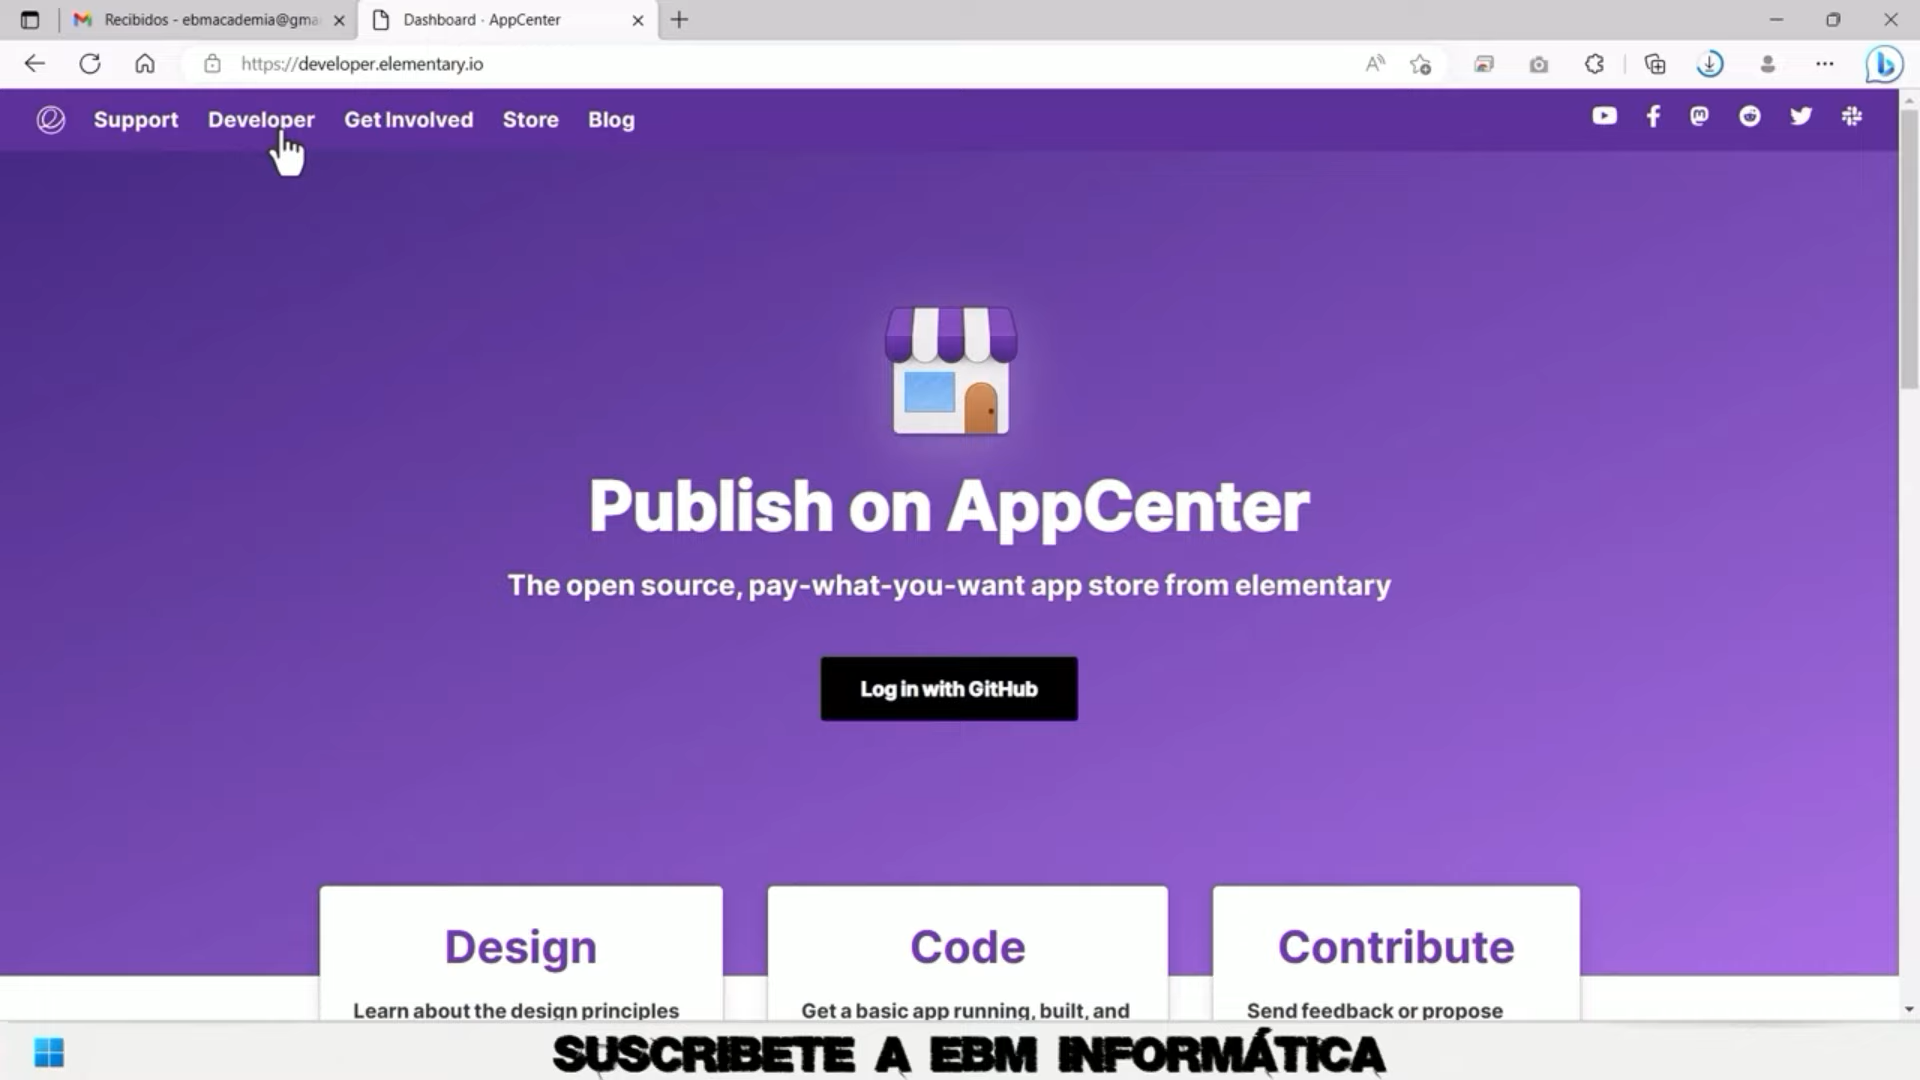 Recibidos - ebmacademia@gma
Dashboard · AppCenter
https://developer.elementary.io
Support
Developer
Get Involved
Store
Blog
Publish on AppCenter
The open source, pay-what-you-want app store from elementary
Log in with GitHub
Design
Code
Contribute
Learn about the design principles
Get a basic app running, built, and
Send feedback or propose
SUSCRIBETE A EBM INFORMÁTICA